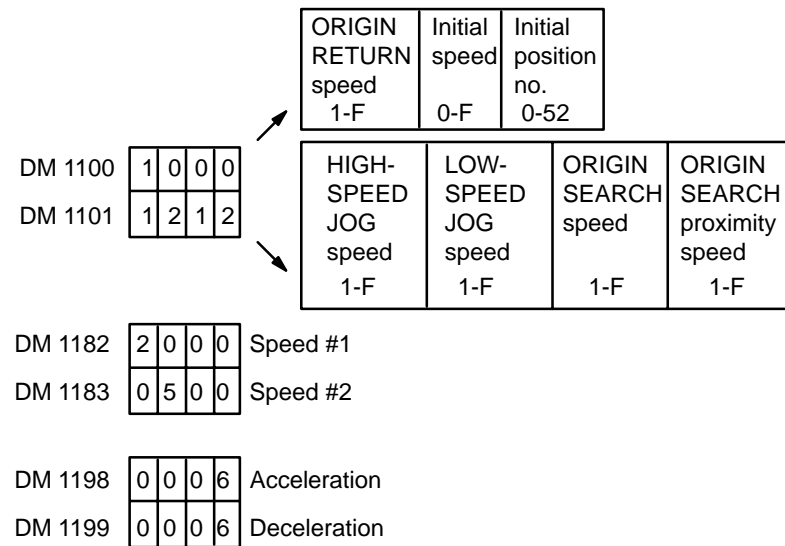 ORIGIN RETURN speed 1-F
Initial speed 0-F
Initial position no. 0-52
DM 1100 1 0 0 0
DM 1101 1 2 1 2
HIGH-SPEED JOG speed 1-F
LOW-SPEED JOG speed 1-F
ORIGIN SEARCH speed 1-F
ORIGIN SEARCH proximity speed 1-F
DM 1182 2 0 0 0 Speed #1
DM 1183 0 5 0 0 Speed #2
DM 1198 0 0 0 6 Acceleration
DM 1199 0 0 0 6 Deceleration